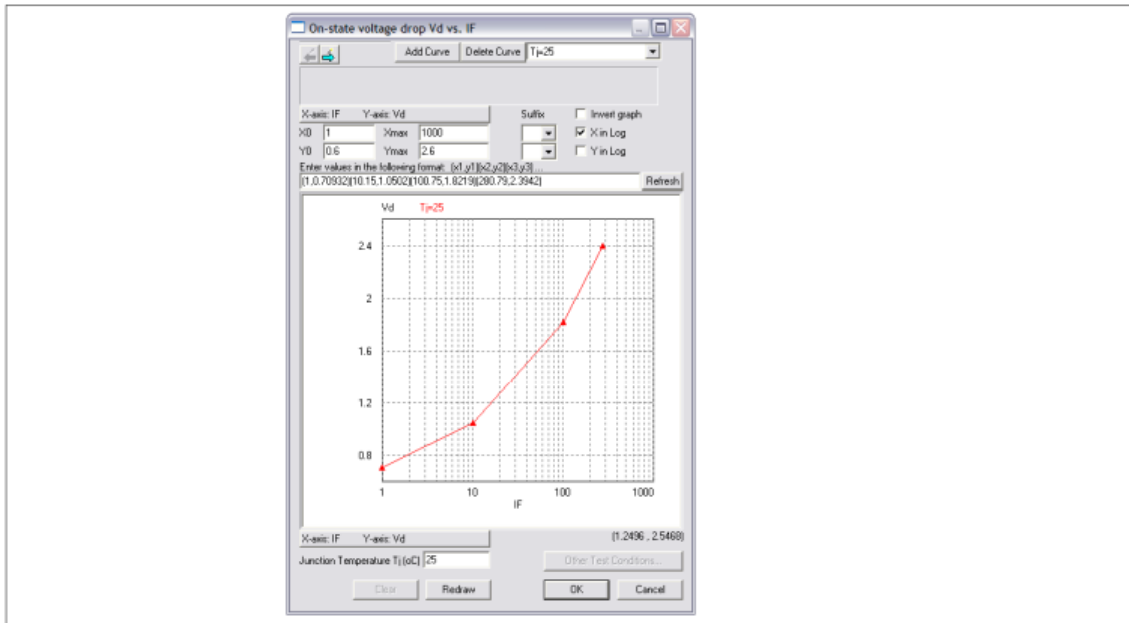 On-state voltage drop Vd vs. IF
Add Curve Delete Curve Tj=25
X-axis: IF Y-axis: Vd Suffix Invert graph
X0 1 Xmax 1000 X in Log
Y0 0.6 Ymax 2.6 Y in Log
Enter values in the following format: (x1,y1)(x2,y2)(x3,y3) ...
(1,0.70932)(10.15,1.0502)(100.75,1.8219)(280.79,2.3942) Refresh
Vd Tj=25
2.4
2
1.6
1.2
0.8
1 10 100 1000
IF
X-axis: IF Y-axis: Vd (1.2496 , 2.5468)
Junction Temperature Tj (oC) 25 Other Test Conditions...
Clear Redraw OK Cancel